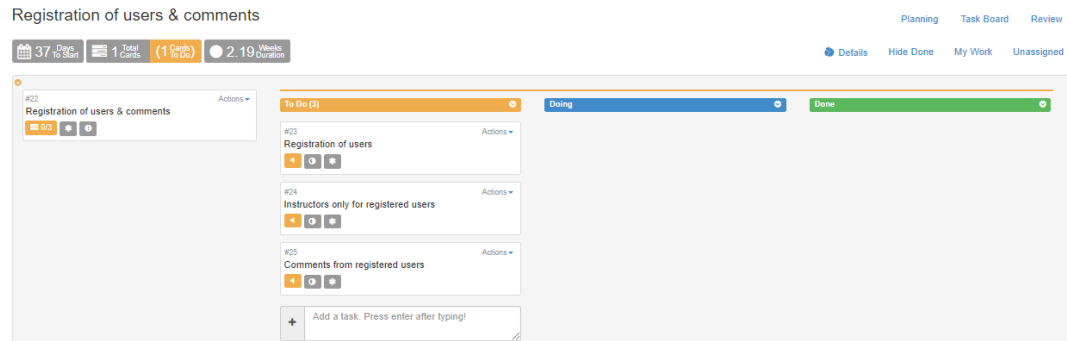 Registration of users & comments
Planning Task Board Review
37 Days To Start 1 Total Cards (1 Cards To Do) 2.19 Weeks Duration
Details Hide Done My Work Unassigned
#22 Actions
Registration of users & comments
0/3
To Do (3) Doing Done
#23 Actions
Registration of users
#24 Actions
Instructors only for registered users
#25 Actions
Comments from registered users
+ Add a task. Press enter after typing!